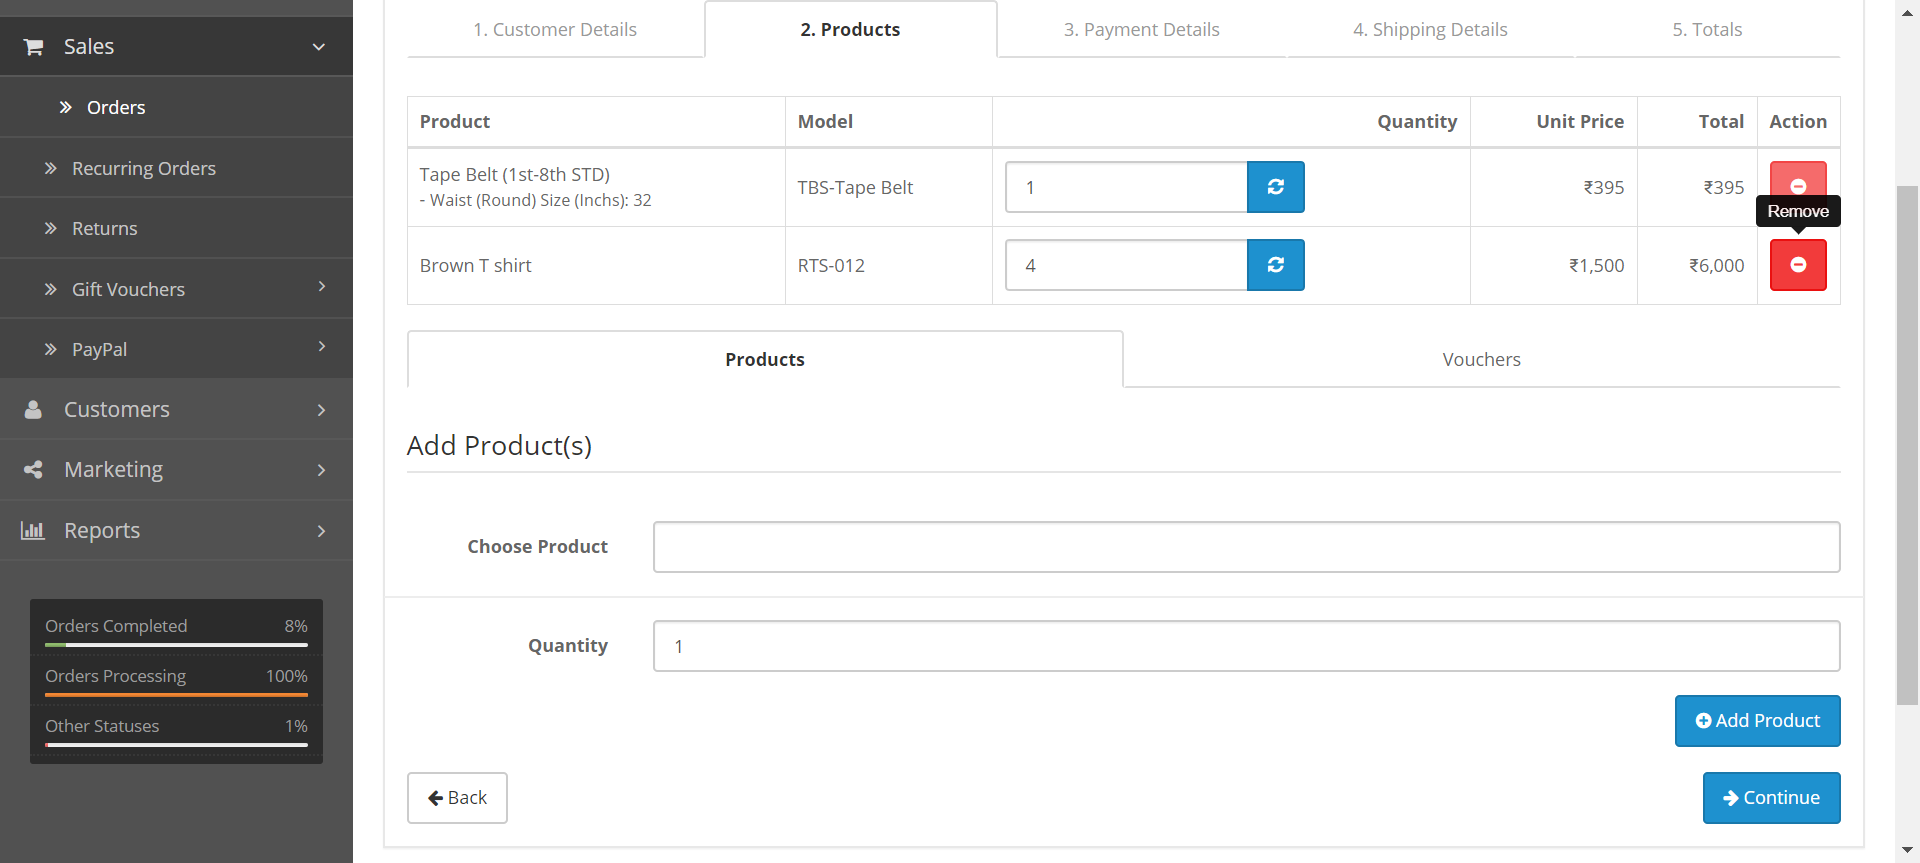 Sales
Orders
Recurring Orders
Returns
Gift Vouchers
PayPal
Customers
Marketing
Reports
Orders Completed 8%
Orders Processing 100%
Other Statuses 1%
1. Customer Details 2. Products 3. Payment Details 4. Shipping Details 5. Totals
Product Model Quantity Unit Price Total Action
Tape Belt (1st-8th STD)
- Waist (Round) Size (Inchs): 32
TBS-Tape Belt 1 ₹395 ₹395
Remove
Brown T shirt RTS-012 4 ₹1,500 ₹6,000
Products Vouchers
Add Product(s)
Choose Product
Quantity 1
Add Product
Back Continue